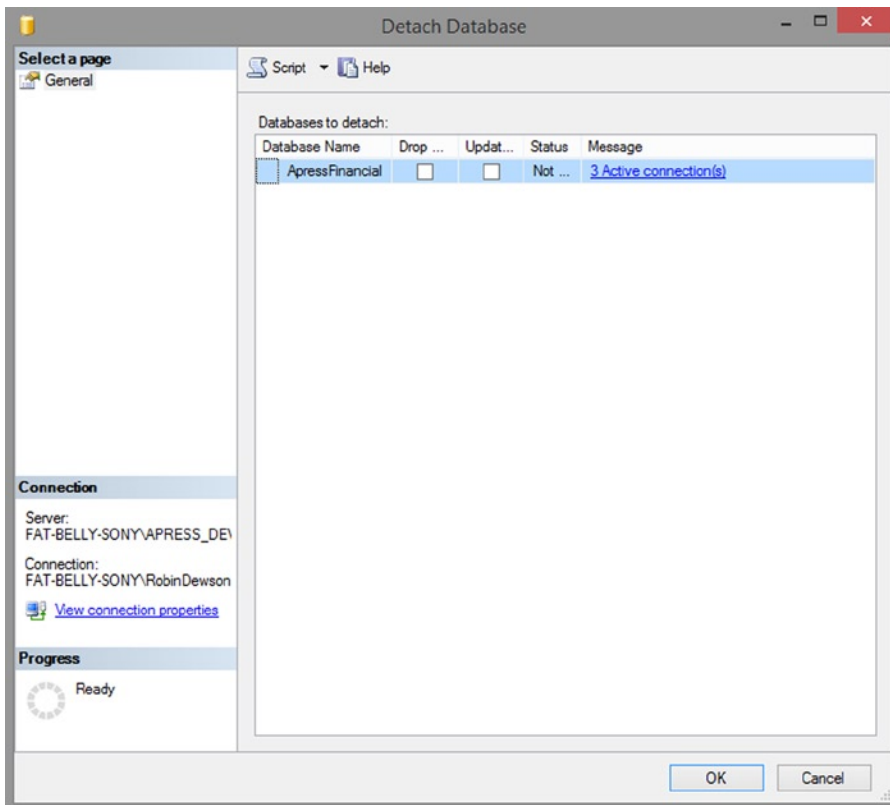 Detach Database
Select a page
General
Script Help
Databases to detach:
Database Name Drop ... Updat... Status Message
ApressFinancial Not ... 3 Active connection(s)
Connection
Server:
FAT-BELLY-SONY\APRESS_DEV
Connection:
FAT-BELLY-SONY\RobinDewson
View connection properties
Progress
Ready
OK Cancel